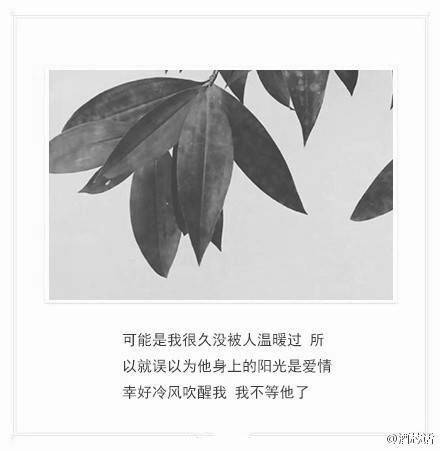 可能是我很久没被人温暖过 所
以就误以为他身上的阳光是爱情
幸好冷风吹醒我 我不等他了